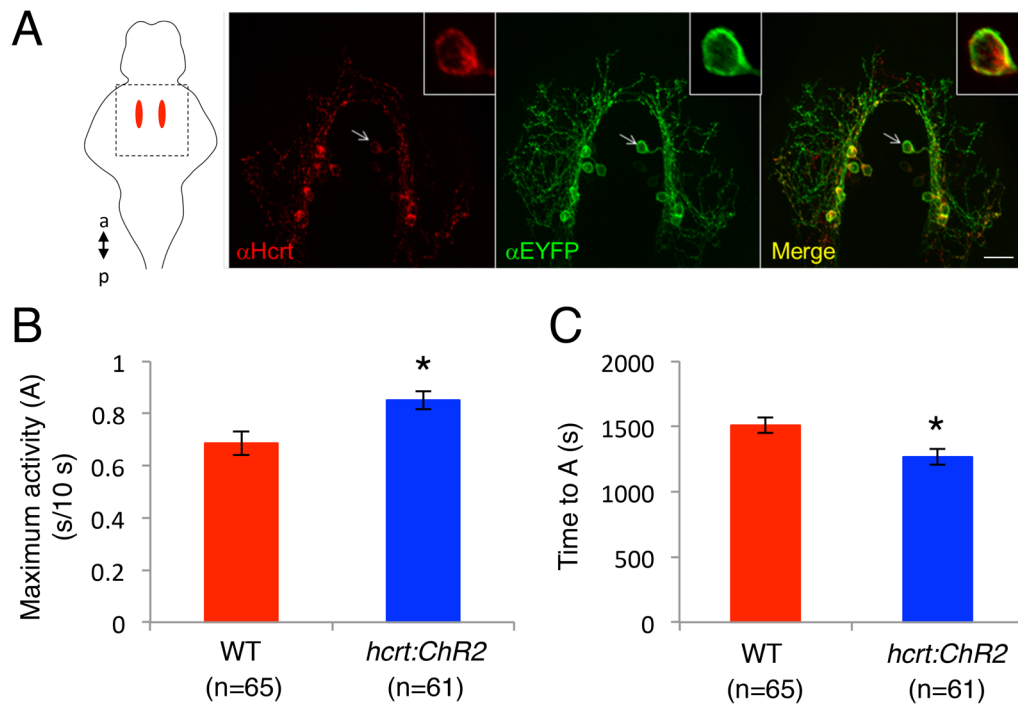 A
a
p
αHcrt
αEYFP
Merge
B
Maximum activity (A)
(s/10 s)
1
0.8
0.6
0.4
0.2
0
*
WT
hcrt:ChR2
(n=65)
(n=61)
C
Time to A (s)
2000
1500
1000
500
0
*
WT
hcrt:ChR2
(n=65)
(n=61)